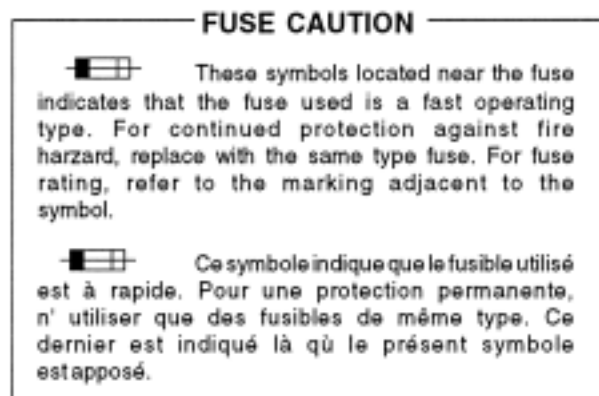 FUSE CAUTION
These symbols located near the fuse
indicates that the fuse used is a fast operating
type. For continued protection against fire
harzard, replace with the same type fuse. For fuse
rating, refer to the marking adjacent to the
symbol.
Ce symbole indique que le fusible utilisé
est à rapide. Pour une protection permanente,
n' utiliser que des fusibles de même type. Ce
dernier est indiqué là qù le présent symbole
est apposé.